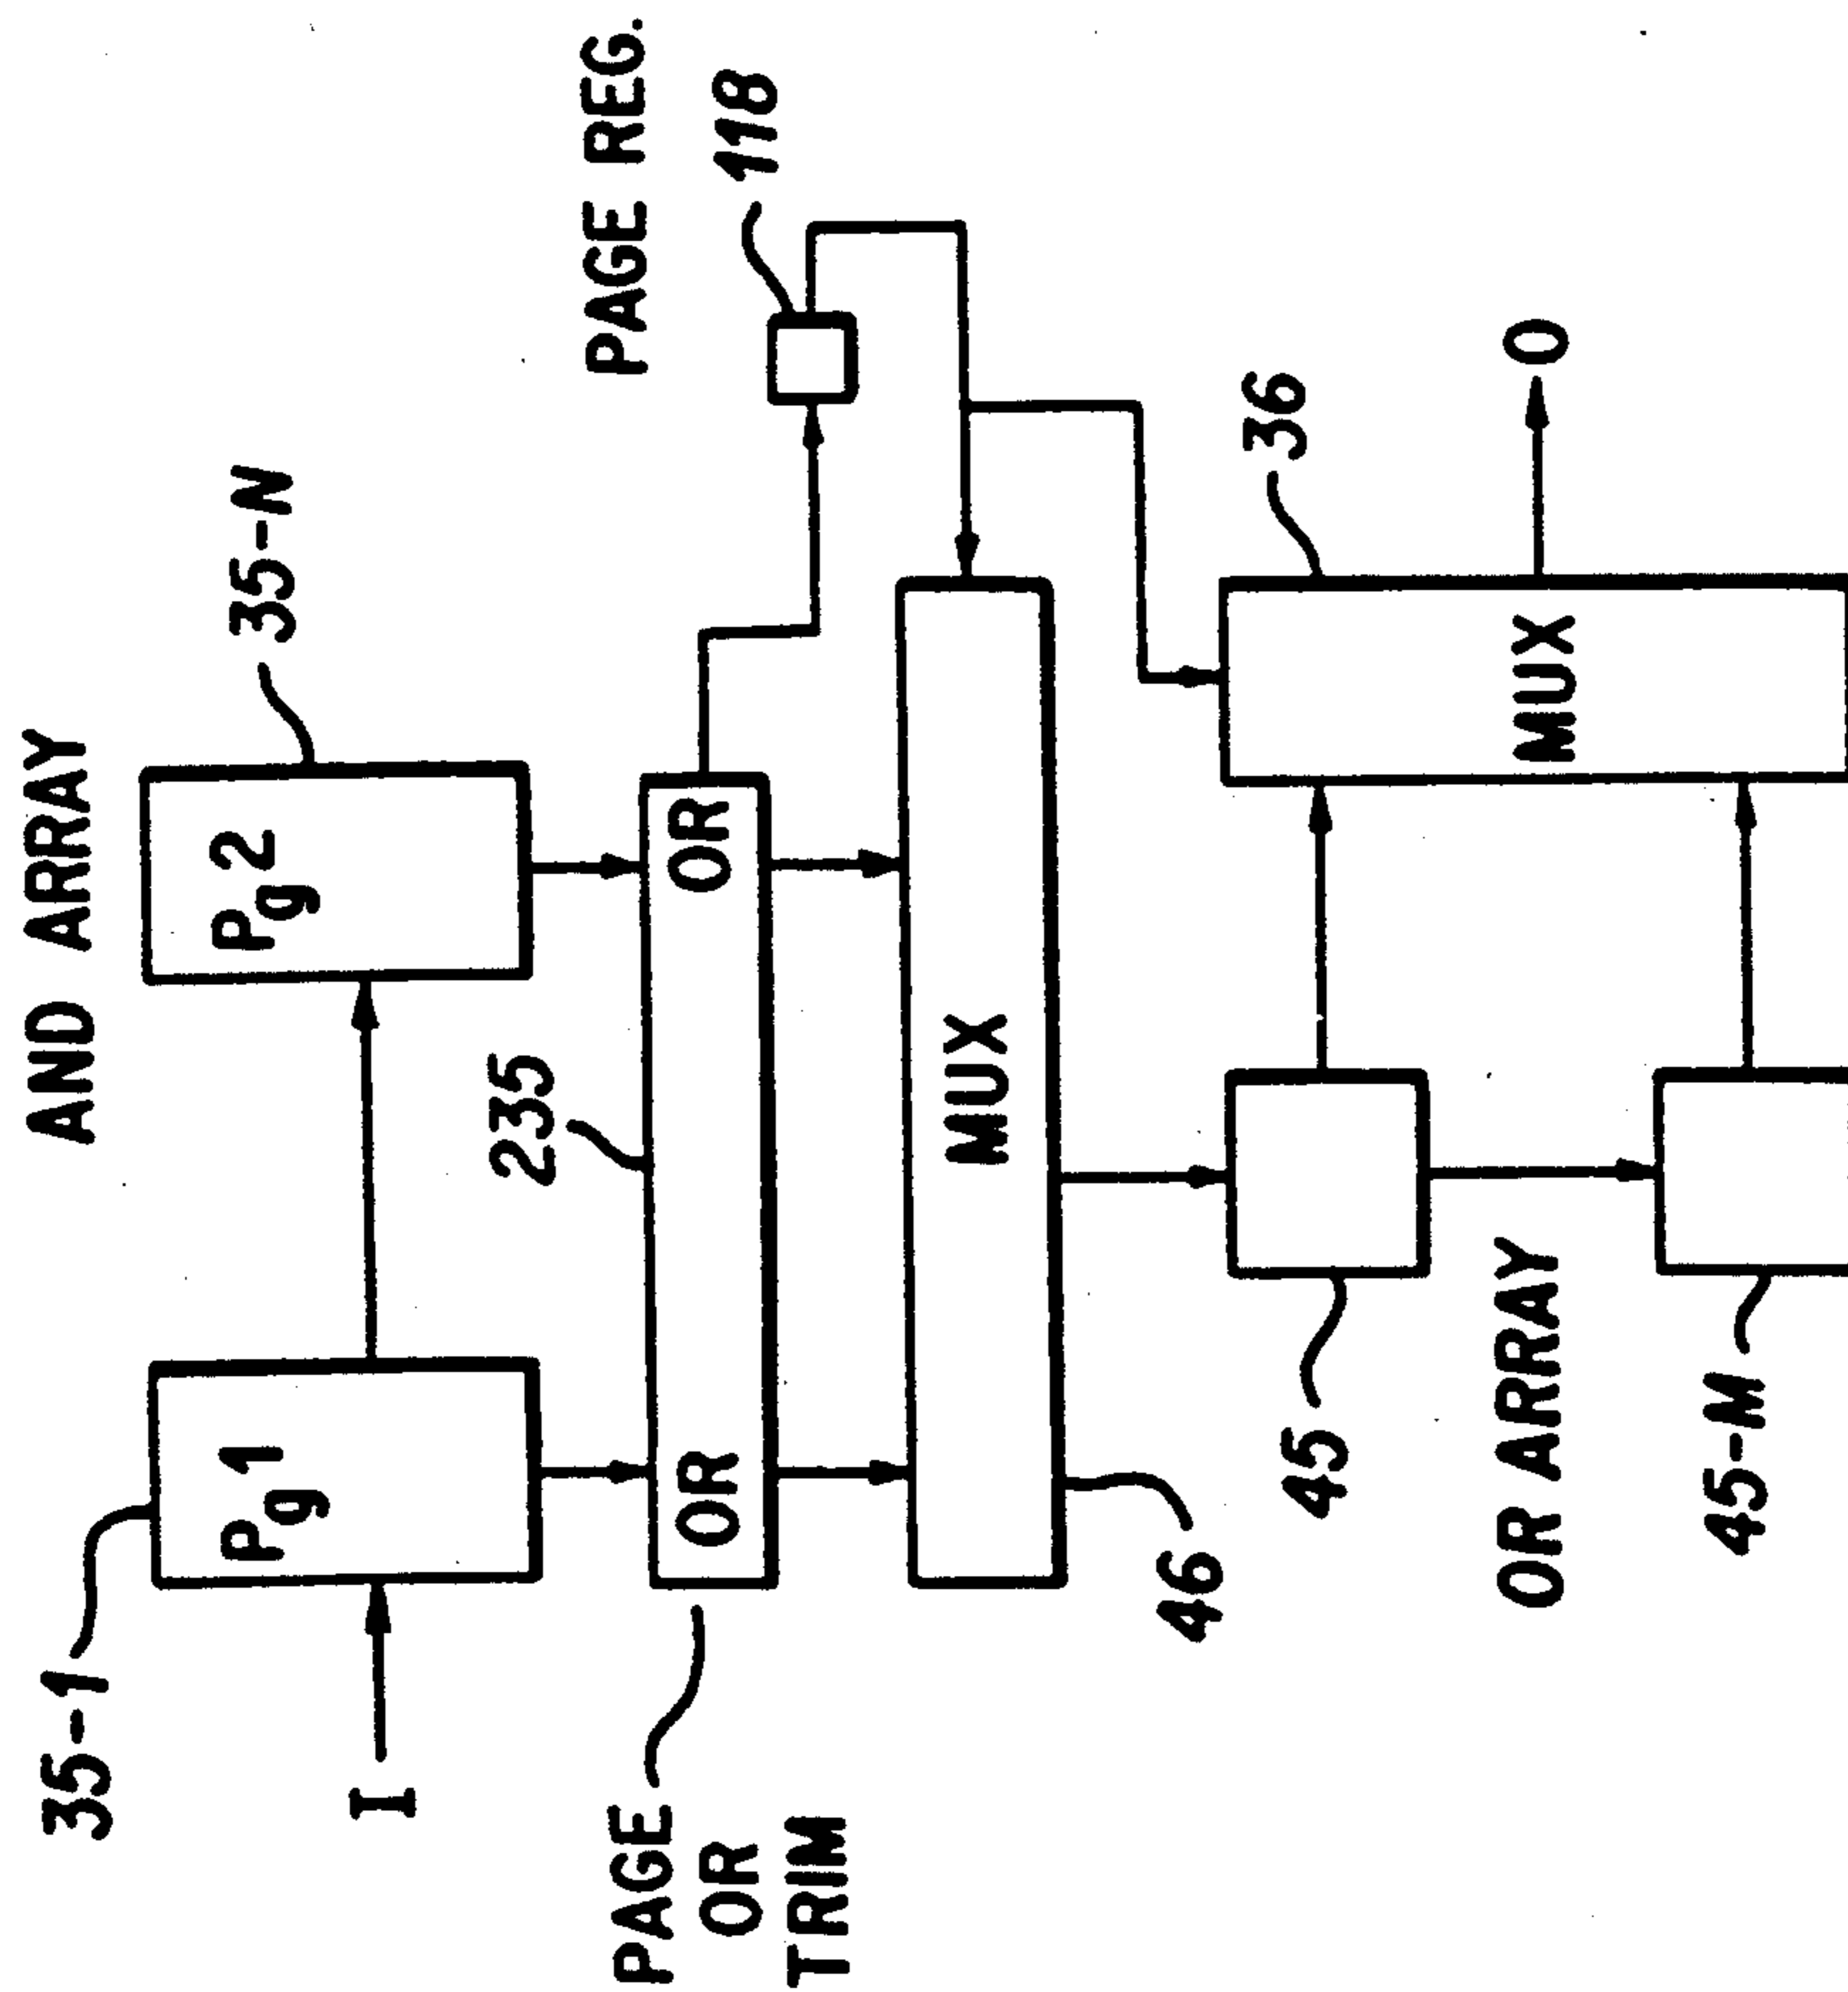 AND ARRAY
35-1
35-N
Pg1
Pg2
I
PAGE REG.
118
235
PAGE
OR
TRIM
OR
OR
MUX
46
36
45
MUX
O
OR ARRAY
45-M